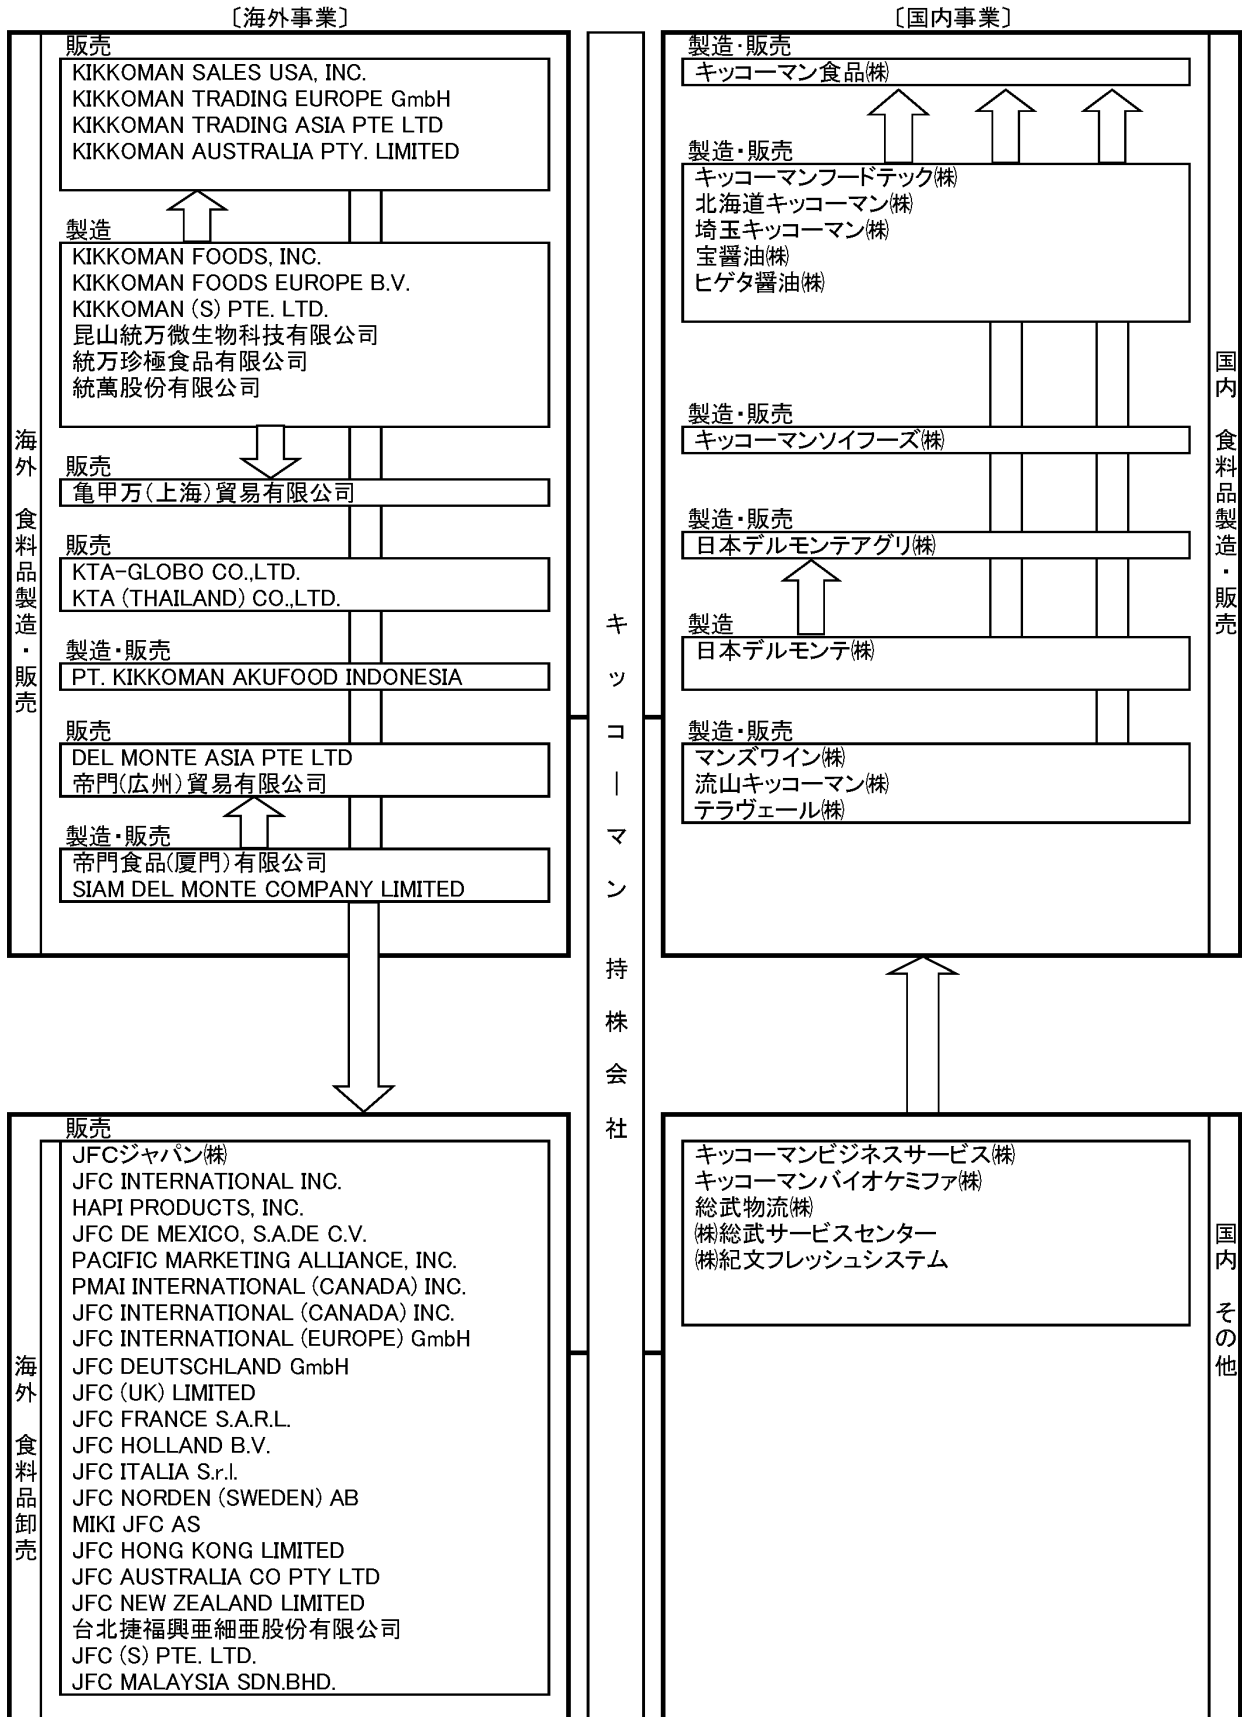 〔海外事業〕
販売
KIKKOMAN SALES USA, INC.
KIKKOMAN TRADING EUROPE GmbH
KIKKOMAN TRADING ASIA PTE LTD
KIKKOMAN AUSTRALIA PTY. LIMITED
製造
KIKKOMAN FOODS, INC.
KIKKOMAN FOODS EUROPE B.V.
KIKKOMAN (S) PTE. LTD.
昆山統万微生物科技有限公司
統万珍極食品有限公司
統萬股份有限公司
販売
亀甲万(上海)貿易有限公司
販売
KTA-GLOBO CO.,LTD.
KTA (THAILAND) CO.,LTD.
製造・販売
PT. KIKKOMAN AKUFOOD INDONESIA
販売
DEL MONTE ASIA PTE LTD
帝門(広州)貿易有限公司
製造・販売
帝門食品(厦門)有限公司
SIAM DEL MONTE COMPANY LIMITED
海外 食料品製造・販売
販売
JFCジャパン㈱
JFC INTERNATIONAL INC.
HAPI PRODUCTS, INC.
JFC DE MEXICO, S.A.DE C.V.
PACIFIC MARKETING ALLIANCE, INC.
PMAI INTERNATIONAL (CANADA) INC.
JFC INTERNATIONAL (CANADA) INC.
JFC INTERNATIONAL (EUROPE) GmbH
JFC DEUTSCHLAND GmbH
JFC (UK) LIMITED
JFC FRANCE S.A.R.L.
JFC HOLLAND B.V.
JFC ITALIA S.r.l.
JFC NORDEN (SWEDEN) AB
MIKI JFC AS
JFC HONG KONG LIMITED
JFC AUSTRALIA CO PTY LTD
JFC NEW ZEALAND LIMITED
台北捷福興亜細亜股份有限公司
JFC (S) PTE. LTD.
JFC MALAYSIA SDN.BHD.
海外 食料品卸売
キッコーマン 持株会社
〔国内事業〕
製造・販売
キッコーマン食品㈱
製造・販売
キッコーマンフードテック㈱
北海道キッコーマン㈱
埼玉キッコーマン㈱
宝醤油㈱
ヒゲタ醤油㈱
製造・販売
キッコーマンソイフーズ㈱
製造・販売
日本デルモンテアグリ㈱
製造
日本デルモンテ㈱
製造・販売
マンズワイン㈱
流山キッコーマン㈱
テラヴェール㈱
国内 食料品製造・販売
キッコーマンビジネスサービス㈱
キッコーマンバイオケミファ㈱
総武物流㈱
㈱総武サービスセンター
㈱紀文フレッシュシステム
国内 その他